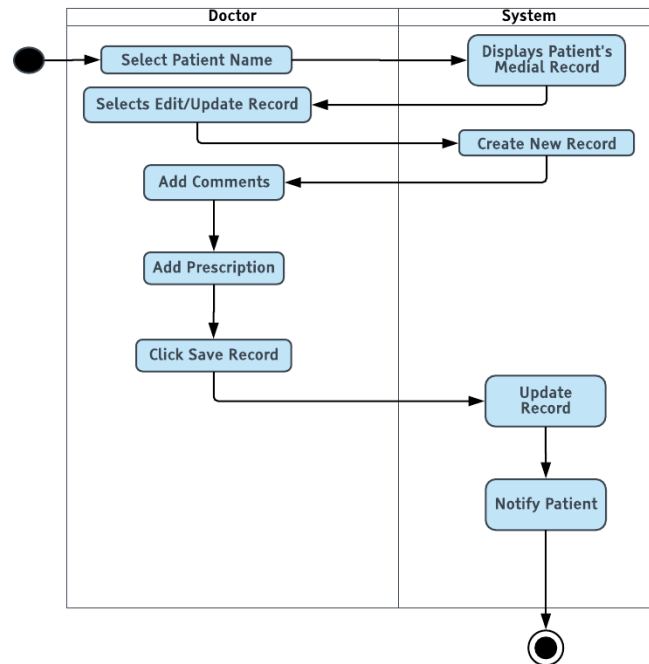 Doctor
System
Select Patient Name
Displays Patient's
Medial Record
Selects Edit/Update Record
Create New Record
Add Comments
Add Prescription
Click Save Record
Update
Record
Notify Patient